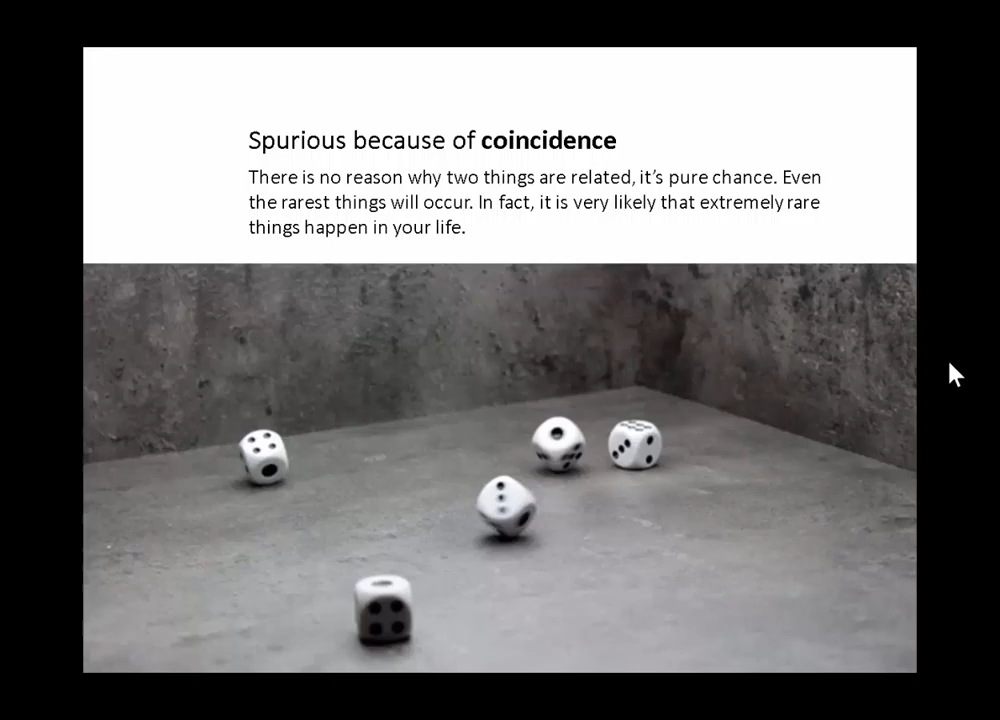 Spurious because of coincidence
There is no reason why two things are related, it’s pure chance. Even
the rarest things will occur. In fact, it is very likely that extremely rare
things happen in your life.